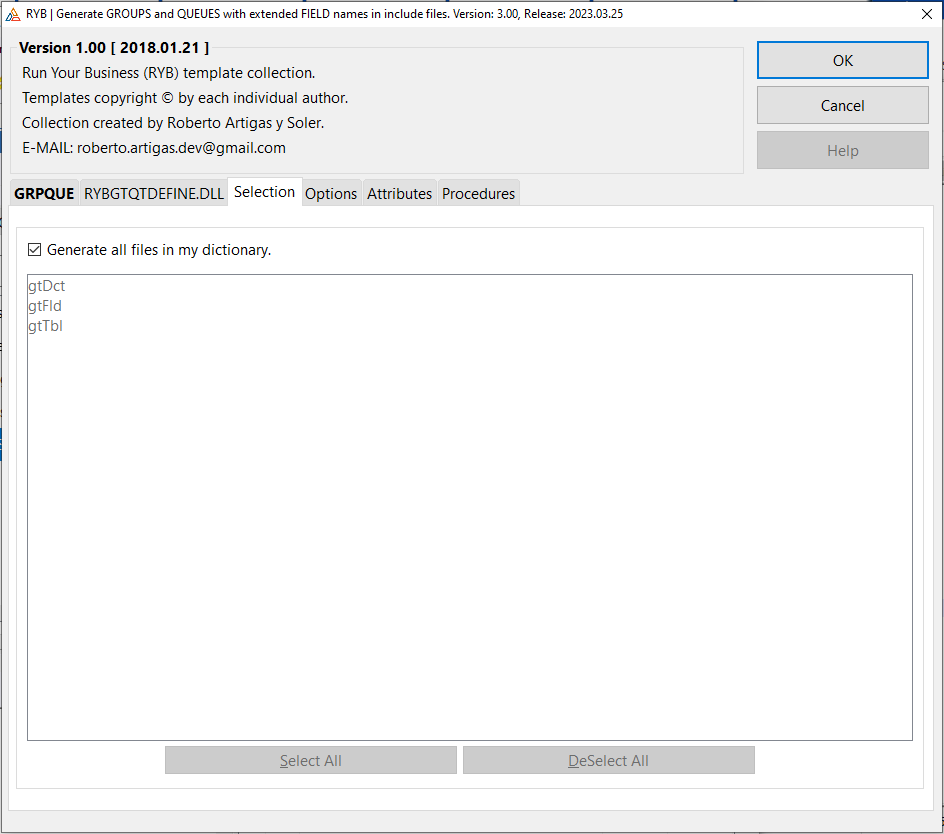 RYB | Generate GROUPS and QUEUES with extended FIELD names in include files. Version: 3.00, Release: 2023.03.25
Version 1.00 [ 2018.01.21 ]
Run Your Business (RYB) template collection.
Templates copyright © by each individual author.
Collection created by Roberto Artigas y Soler.
E-MAIL: roberto.artigas.dev@gmail.com
OK
Cancel
Help
GRPQUE RYBGTQTDEFINE.DLL Selection Options Attributes Procedures
Generate all files in my dictionary.
gtDct
gtFld
gtTbl
Select All DeSelect All